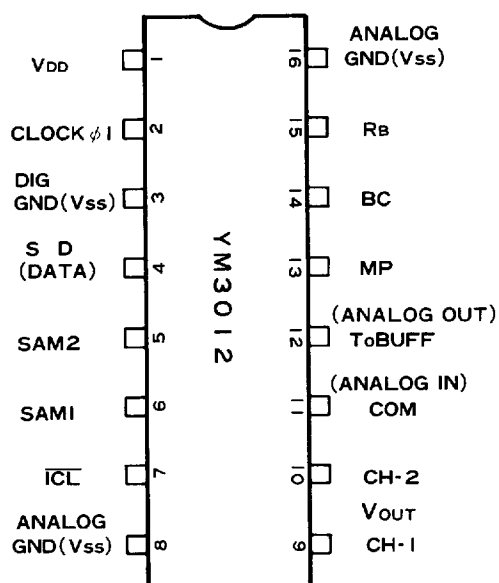 VDD 1
CLOCK φ1 2
DIG
GND(Vss) 3
S D
(DATA) 4
SAM2 5
SAM1 6
ICL 7
ANALOG
GND(Vss) 8
YM3012
ANALOG
16 GND(Vss)
15 RB
14 BC
13 MP
(ANALOG OUT)
12 ToBUFF
(ANALOG IN)
11 COM
10 CH-2
VOUT
9 CH-1